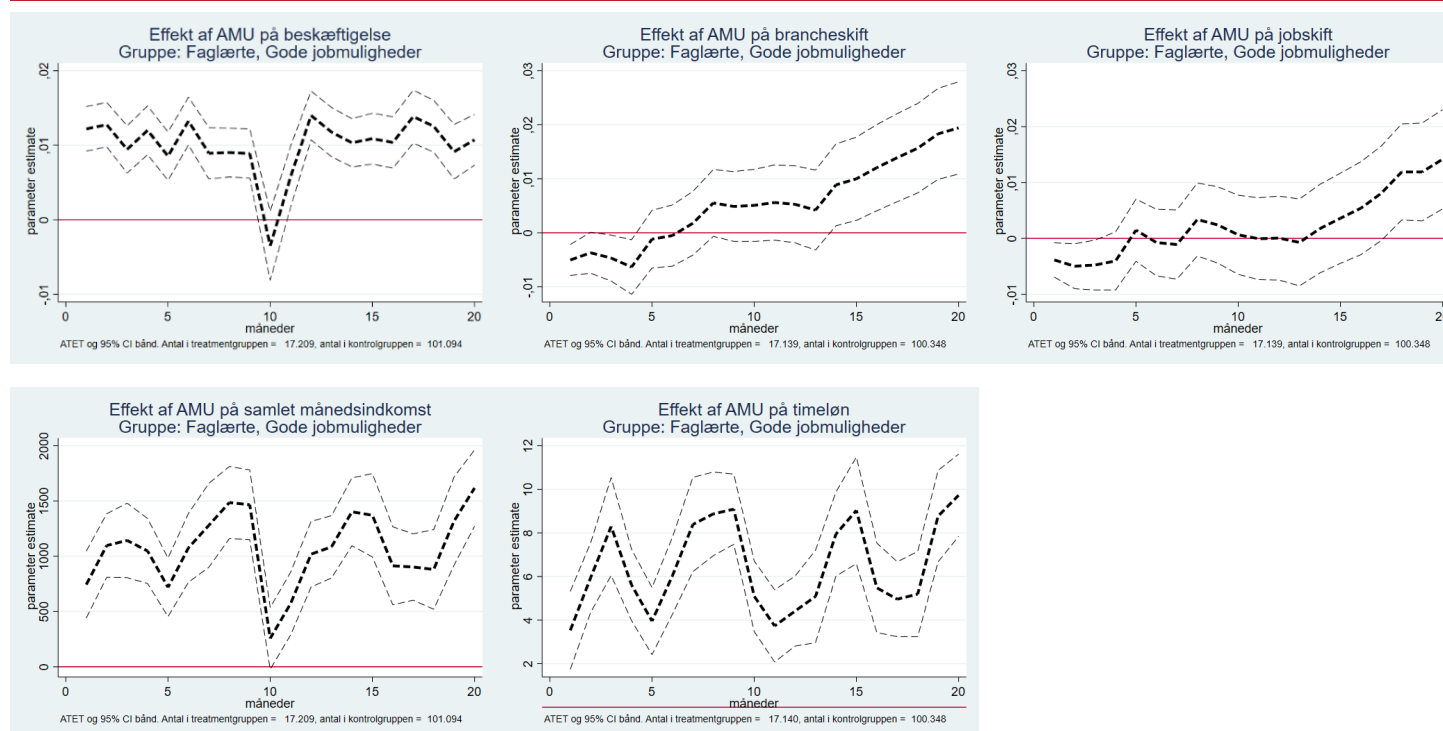 Effekt af AMU på beskæftigelse
Gruppe: Faglærte, Gode jobmuligheder
parameter estimate
,02
,01
0
-,01
0 5 10 15 20
måneder
ATET og 95% CI bånd. Antal i treatmentgruppen = 17.209, antal i kontrolgruppen = 101.094
Effekt af AMU på brancheskift
Gruppe: Faglærte, Gode jobmuligheder
parameter estimate
,03
,02
,01
0
-,01
0 5 10 15 20
måneder
ATET og 95% CI bånd. Antal i treatmentgruppen = 17.139, antal i kontrolgruppen = 100.348
Effekt af AMU på jobskift
Gruppe: Faglærte, Gode jobmuligheder
parameter estimate
,03
,02
,01
0
-,01
0 5 10 15 20
måneder
ATET og 95% CI bånd. Antal i treatmentgruppen = 17.139, antal i kontrolgruppen = 100.348
Effekt af AMU på samlet månedsindkomst
Gruppe: Faglærte, Gode jobmuligheder
parameter estimate
2000
1500
1000
500
0
0 5 10 15 20
måneder
ATET og 95% CI bånd. Antal i treatmentgruppen = 17.209, antal i kontrolgruppen = 101.094
Effekt af AMU på timeløn
Gruppe: Faglærte, Gode jobmuligheder
parameter estimate
12
10
8
6
4
2
0 5 10 15 20
måneder
ATET og 95% CI bånd. Antal i treatmentgruppen = 17.140, antal i kontrolgruppen = 100.348